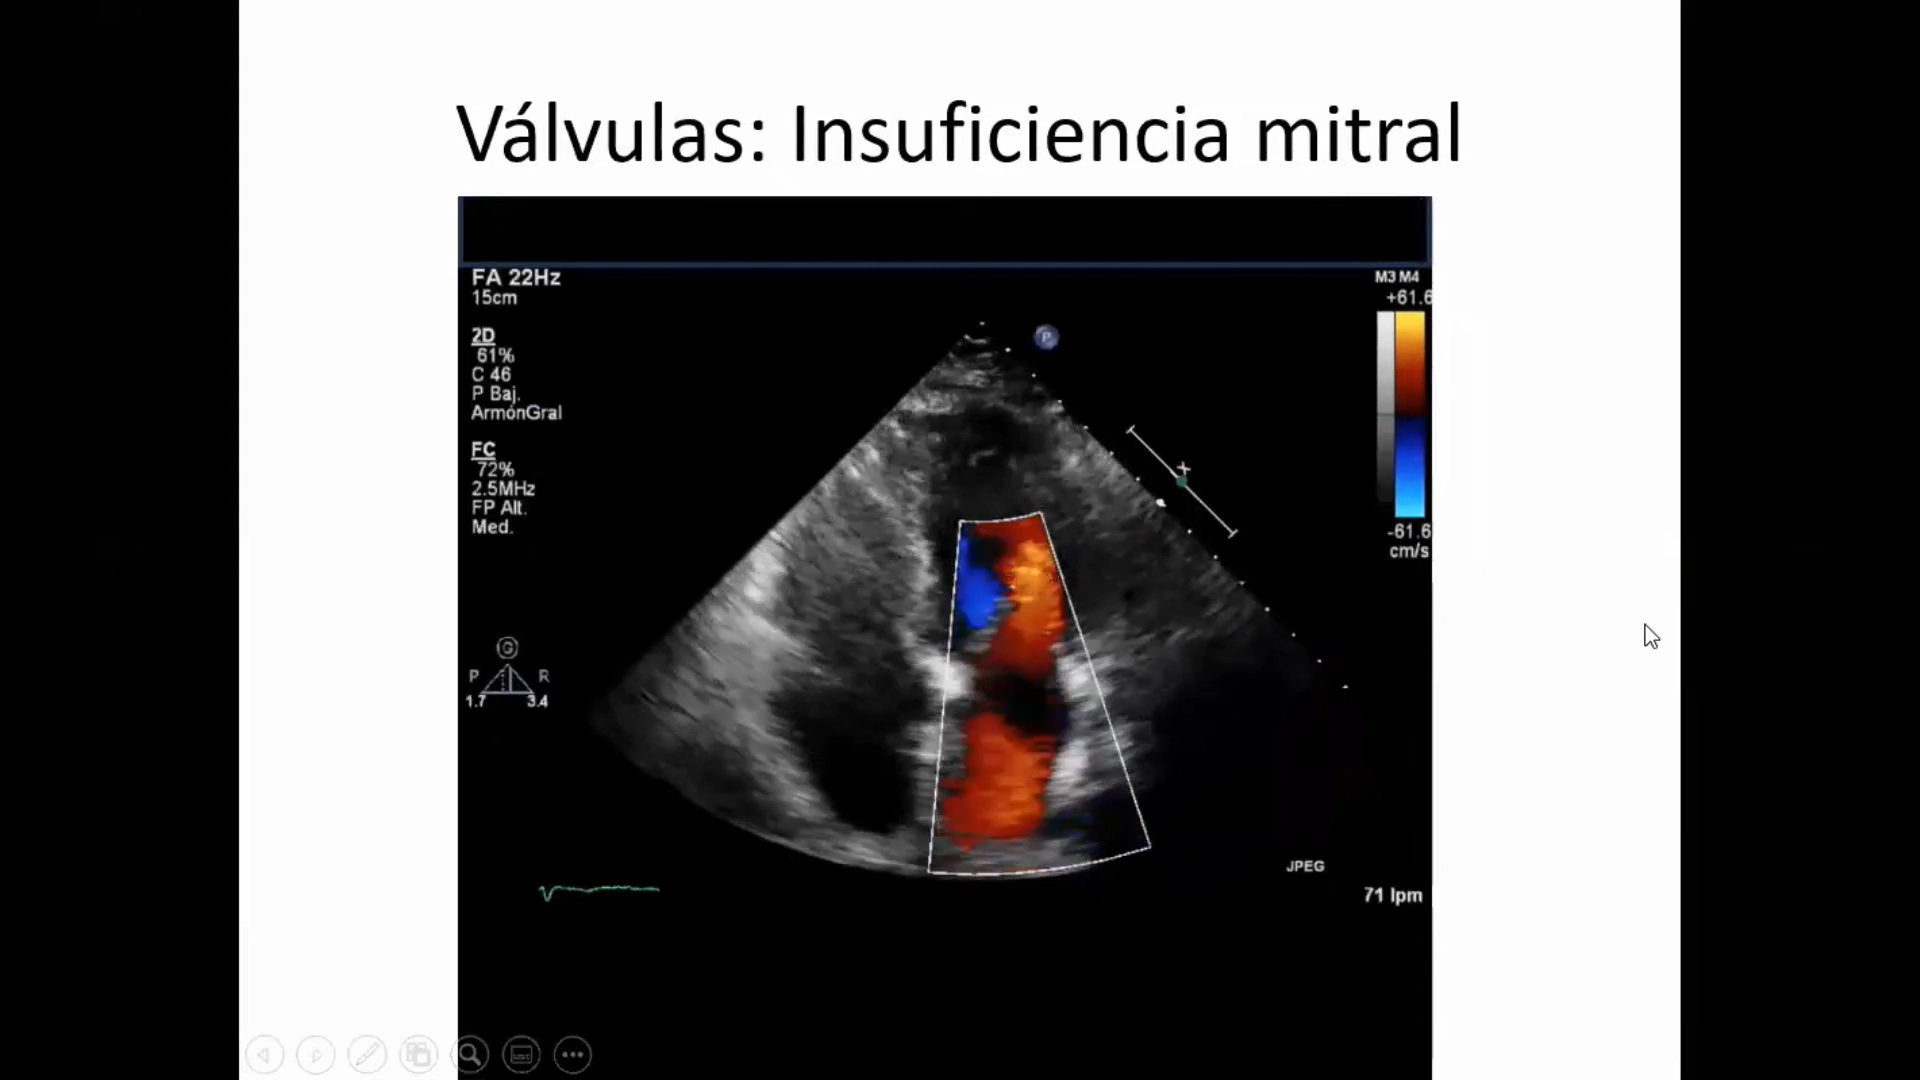 Válvulas: Insuficiencia mitral
FA 22Hz
15cm
2D
61%
C 46
P Baj.
ArmónGral
FC
72%
2.5MHz
FP Alt.
Med.
G
P R
1.7 3.4
P
M3 M4
+61.6
-61.6
cm/s
JPEG
71 lpm